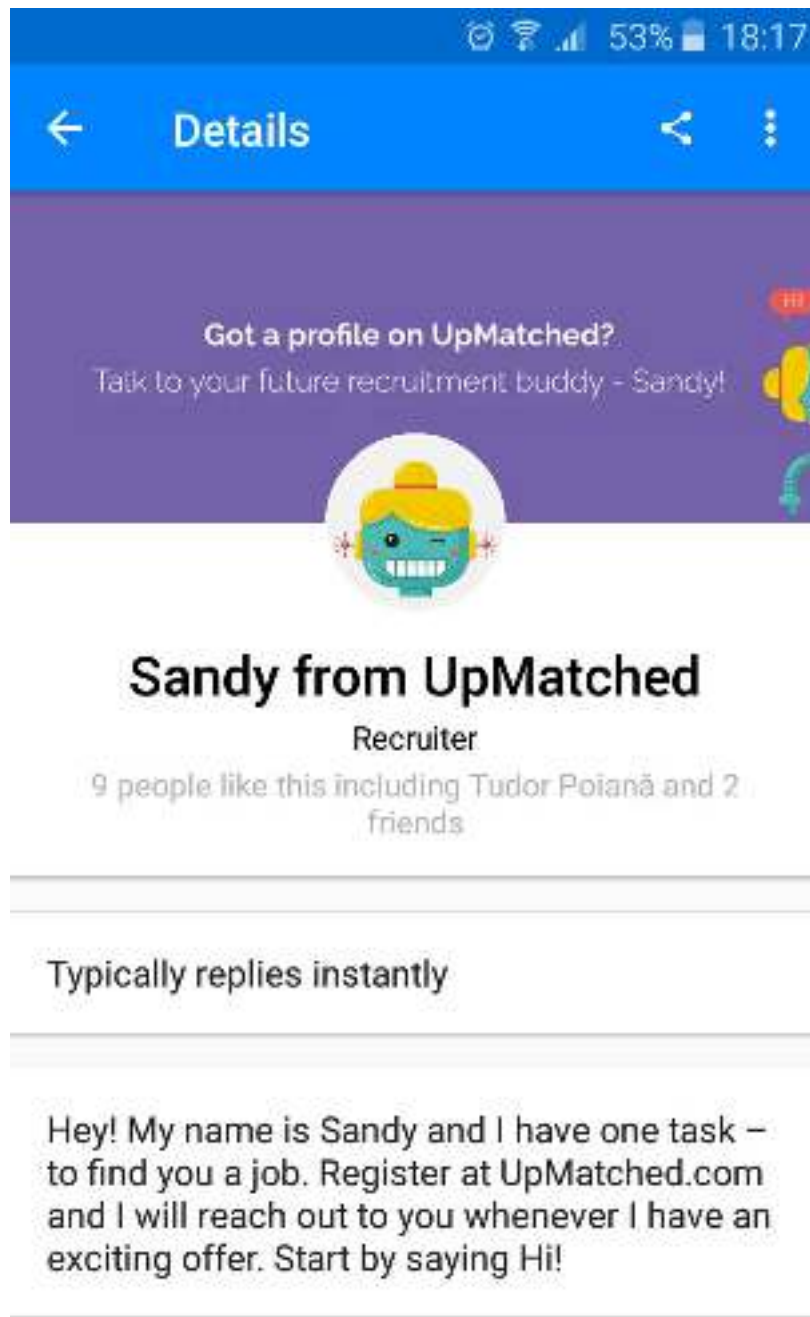 53% 18:17
Details
Got a profile on UpMatched?
Talk to your future recruitment buddy - Sandy!
HI
Sandy from UpMatched
Recruiter
9 people like this including Tudor Poiană and 2
friends
Typically replies instantly
Hey! My name is Sandy and I have one task –
to find you a job. Register at UpMatched.com
and I will reach out to you whenever I have an
exciting offer. Start by saying Hi!